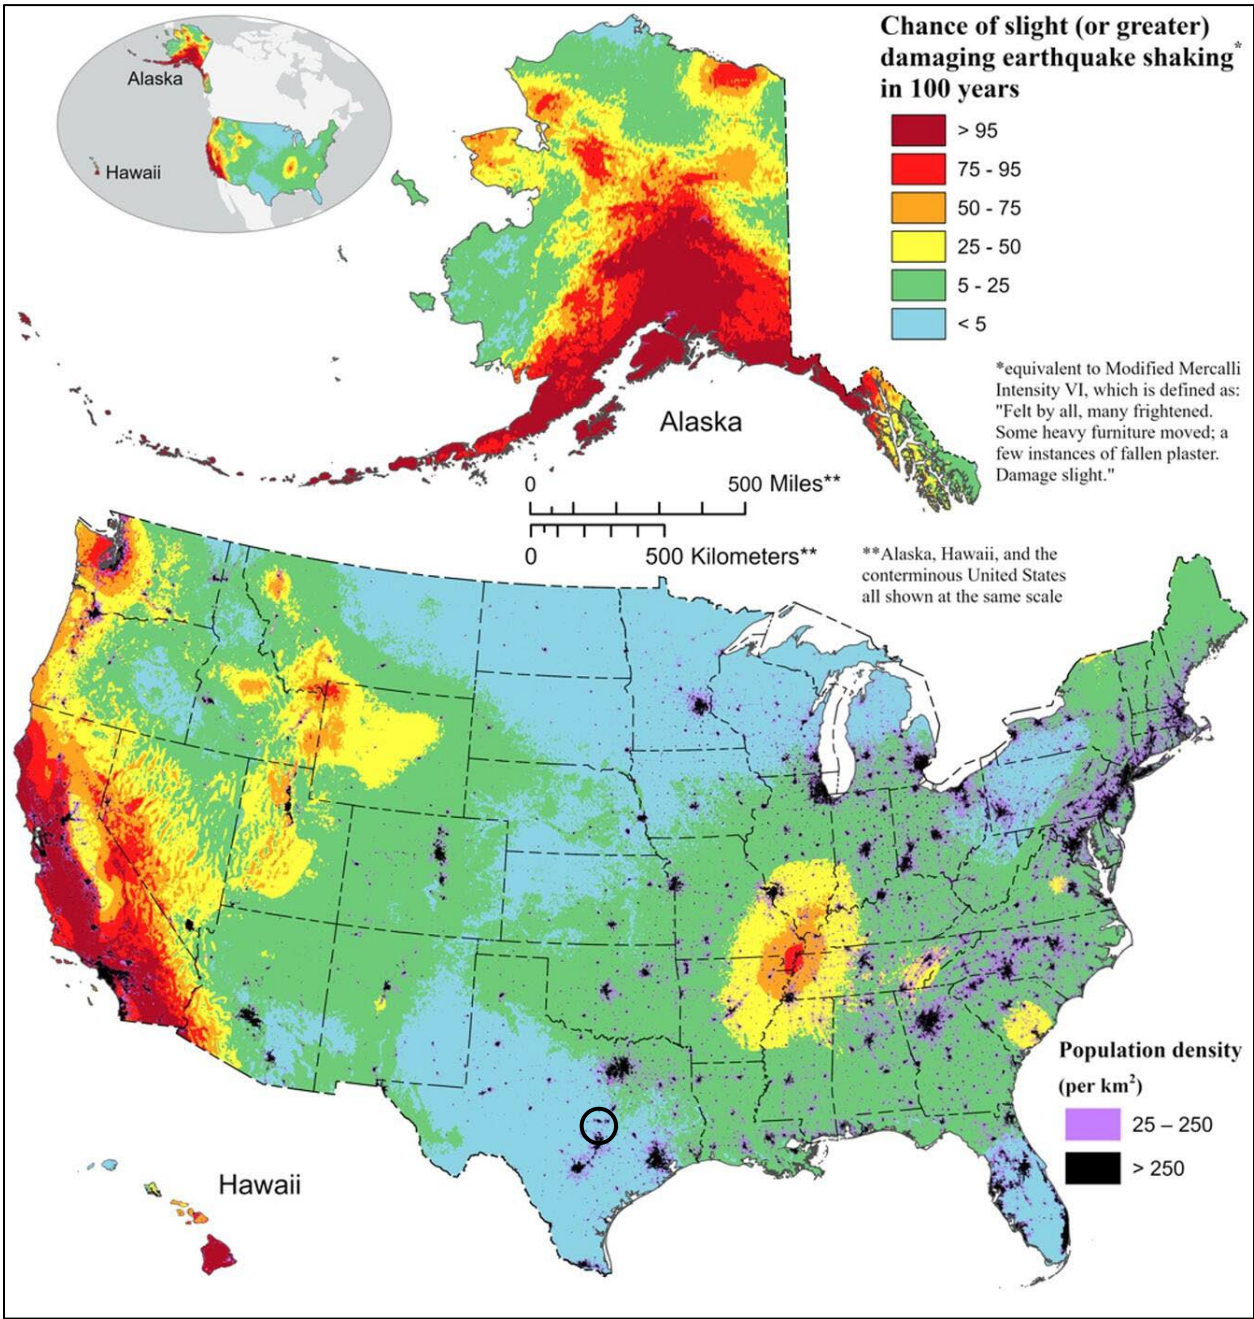 Alaska
Hawaii
Chance of slight (or greater)
damaging earthquake shaking*
in 100 years
> 95
75 - 95
50 - 75
25 - 50
5 - 25
< 5
*equivalent to Modified Mercalli
Intensity VI, which is defined as:
"Felt by all, many frightened.
Some heavy furniture moved; a
few instances of fallen plaster.
Damage slight."
Alaska
0 500 Miles**
0 500 Kilometers**
**Alaska, Hawaii, and the
conterminous United States
all shown at the same scale
Population density
(per km²)
25 – 250
> 250
Hawaii